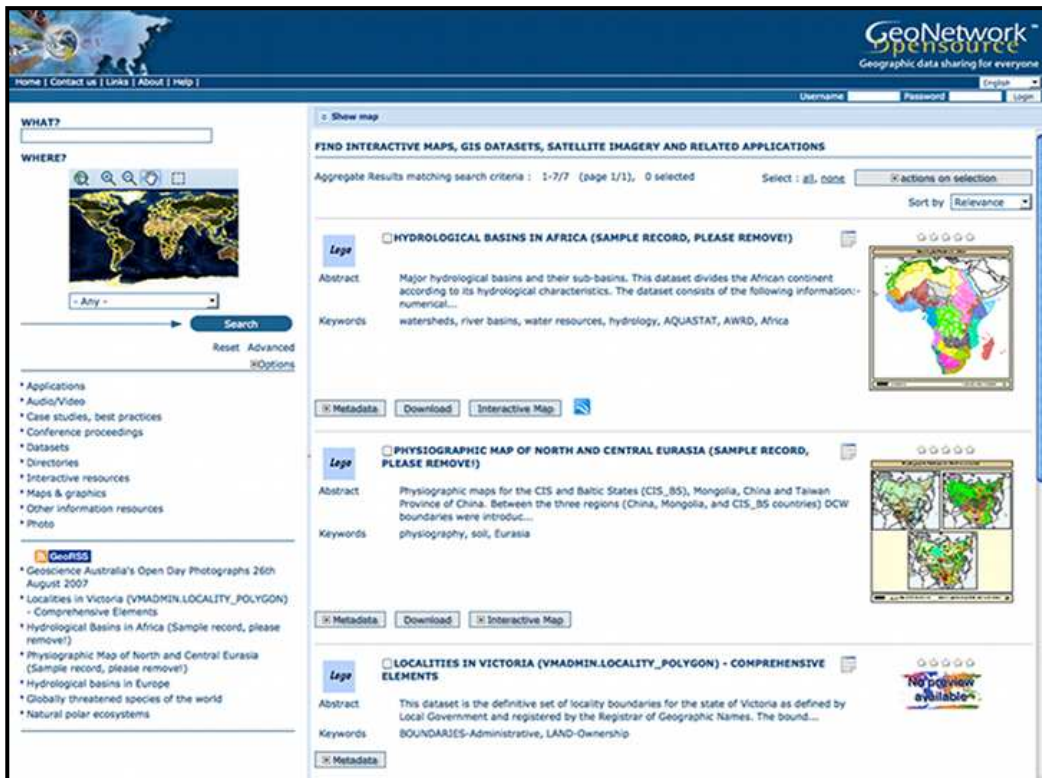 GeoNetwork
Opensource
Geographic data sharing for everyone
Home | Contact us | Links | About | Help |
English
Username
Password
Login
WHAT?
WHERE?
- Any -
Search
Reset Advanced
Options
Applications
Audio/Video
Case studies, best practices
Conference proceedings
Datasets
Directories
Interactive resources
Maps & graphics
Other information resources
Photo
GeoRSS
Geoscience Australia's Open Day Photographs 26th
August 2007
Localities in Victoria (VMADMIN.LOCALITY_POLYGON)
- Comprehensive Elements
Hydrological Basins in Africa (Sample record, please
remove!)
Physiographic Map of North and Central Eurasia
(Sample record, please remove!)
Hydrological basins in Europe
Globally threatened species of the world
Natural polar ecosystems
Show map
FIND INTERACTIVE MAPS, GIS DATASETS, SATELLITE IMAGERY AND RELATED APPLICATIONS
Aggregate Results matching search criteria : 1-7/7 (page 1/1), 0 selected
Select : all, none
actions on selection
Sort by Relevance
Logo
HYDROLOGICAL BASINS IN AFRICA (SAMPLE RECORD, PLEASE REMOVE!)
Abstract
Major hydrological basins and their sub-basins. This dataset divides the African continent
according to its hydrological characteristics. The dataset consists of the following information:-
numerical...
Keywords
watersheds, river basins, water resources, hydrology, AQUASTAT, AWRD, Africa
Metadata
Download
Interactive Map
Logo
PHYSIOGRAPHIC MAP OF NORTH AND CENTRAL EURASIA (SAMPLE RECORD,
PLEASE REMOVE!)
Abstract
Physiographic maps for the CIS and Baltic States (CIS_BS), Mongolia, China and Taiwan
Province of China. Between the three regions (China, Mongolia, and CIS_BS countries) DCW
boundaries were introduc...
Keywords
physiography, soil, Eurasia
Metadata
Download
Interactive Map
Logo
LOCALITIES IN VICTORIA (VMADMIN.LOCALITY_POLYGON) - COMPREHENSIVE
ELEMENTS
No preview
available
Abstract
This dataset is the definitive set of locality boundaries for the state of Victoria as defined by
Local Government and registered by the Registrar of Geographic Names. The bound...
Keywords
BOUNDARIES-Administrative, LAND-Ownership
Metadata